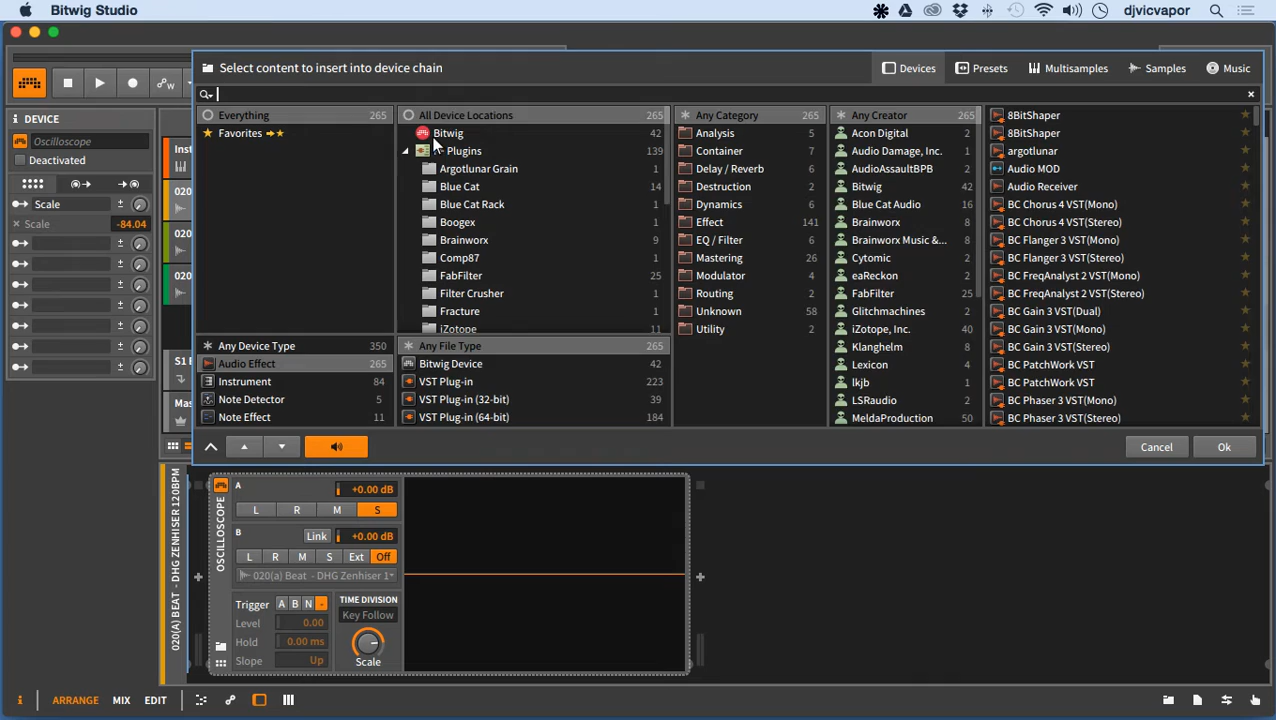 Bitwig Studio
djvicvapor
Select content to insert into device chain
Devices
Presets
Multisamples
Samples
Music
DEVICE
Oscilloscope
Deactivated
Scale
Scale
-84.04
Inst
020
020
020
S1 R
Mas
Everything 265
Favorites
Any Device Type 350
Audio Effect 265
Instrument 84
Note Detector 5
Note Effect 11
All Device Locations 265
Bitwig 42
Plugins 139
Argotlunar Grain 1
Blue Cat 14
Blue Cat Rack 1
Boogex 1
Brainworx 9
Comp87 1
FabFilter 25
Filter Crusher 1
Fracture 1
iZotope 11
Any File Type 265
Bitwig Device 42
VST Plug-in 223
VST Plug-in (32-bit) 39
VST Plug-in (64-bit) 184
Any Category 265
Analysis 5
Container 7
Delay / Reverb 6
Destruction 2
Dynamics 6
Effect 141
EQ / Filter 6
Mastering 26
Modulator 4
Routing 2
Unknown 58
Utility 2
Any Creator 265
Acon Digital 2
Audio Damage, Inc. 1
AudioAssaultBPB 2
Bitwig 42
Blue Cat Audio 16
Brainworx 1
Brainworx Music &... 8
Cytomic 2
eaReckon 2
FabFilter 25
Glitchmachines 2
iZotope, Inc. 40
Klanghelm 2
Lexicon 4
lkjb 1
LSRaudio 2
MeldaProduction 50
8BitShaper
8BitShaper
argotlunar
Audio MOD
Audio Receiver
BC Chorus 4 VST(Mono)
BC Chorus 4 VST(Stereo)
BC Flanger 3 VST(Mono)
BC Flanger 3 VST(Stereo)
BC FreqAnalyst 2 VST(Mono)
BC FreqAnalyst 2 VST(Stereo)
BC Gain 3 VST(Dual)
BC Gain 3 VST(Mono)
BC Gain 3 VST(Stereo)
BC PatchWork VST
BC PatchWork VST
BC Phaser 3 VST(Mono)
BC Phaser 3 VST(Stereo)
Cancel
Ok
020(A) BEAT - DHG ZENHISER 120BPM
OSCILLOSCOPE
A +0.00 dB
L R M S
B Link +0.00 dB
L R M S Ext Off
020(a) Beat - DHG Zenhiser 1
Trigger A B N -
Level 0.00
Hold 0.00 ms
Slope Up
TIME DIVISION
Key Follow
Scale
i ARRANGE MIX EDIT